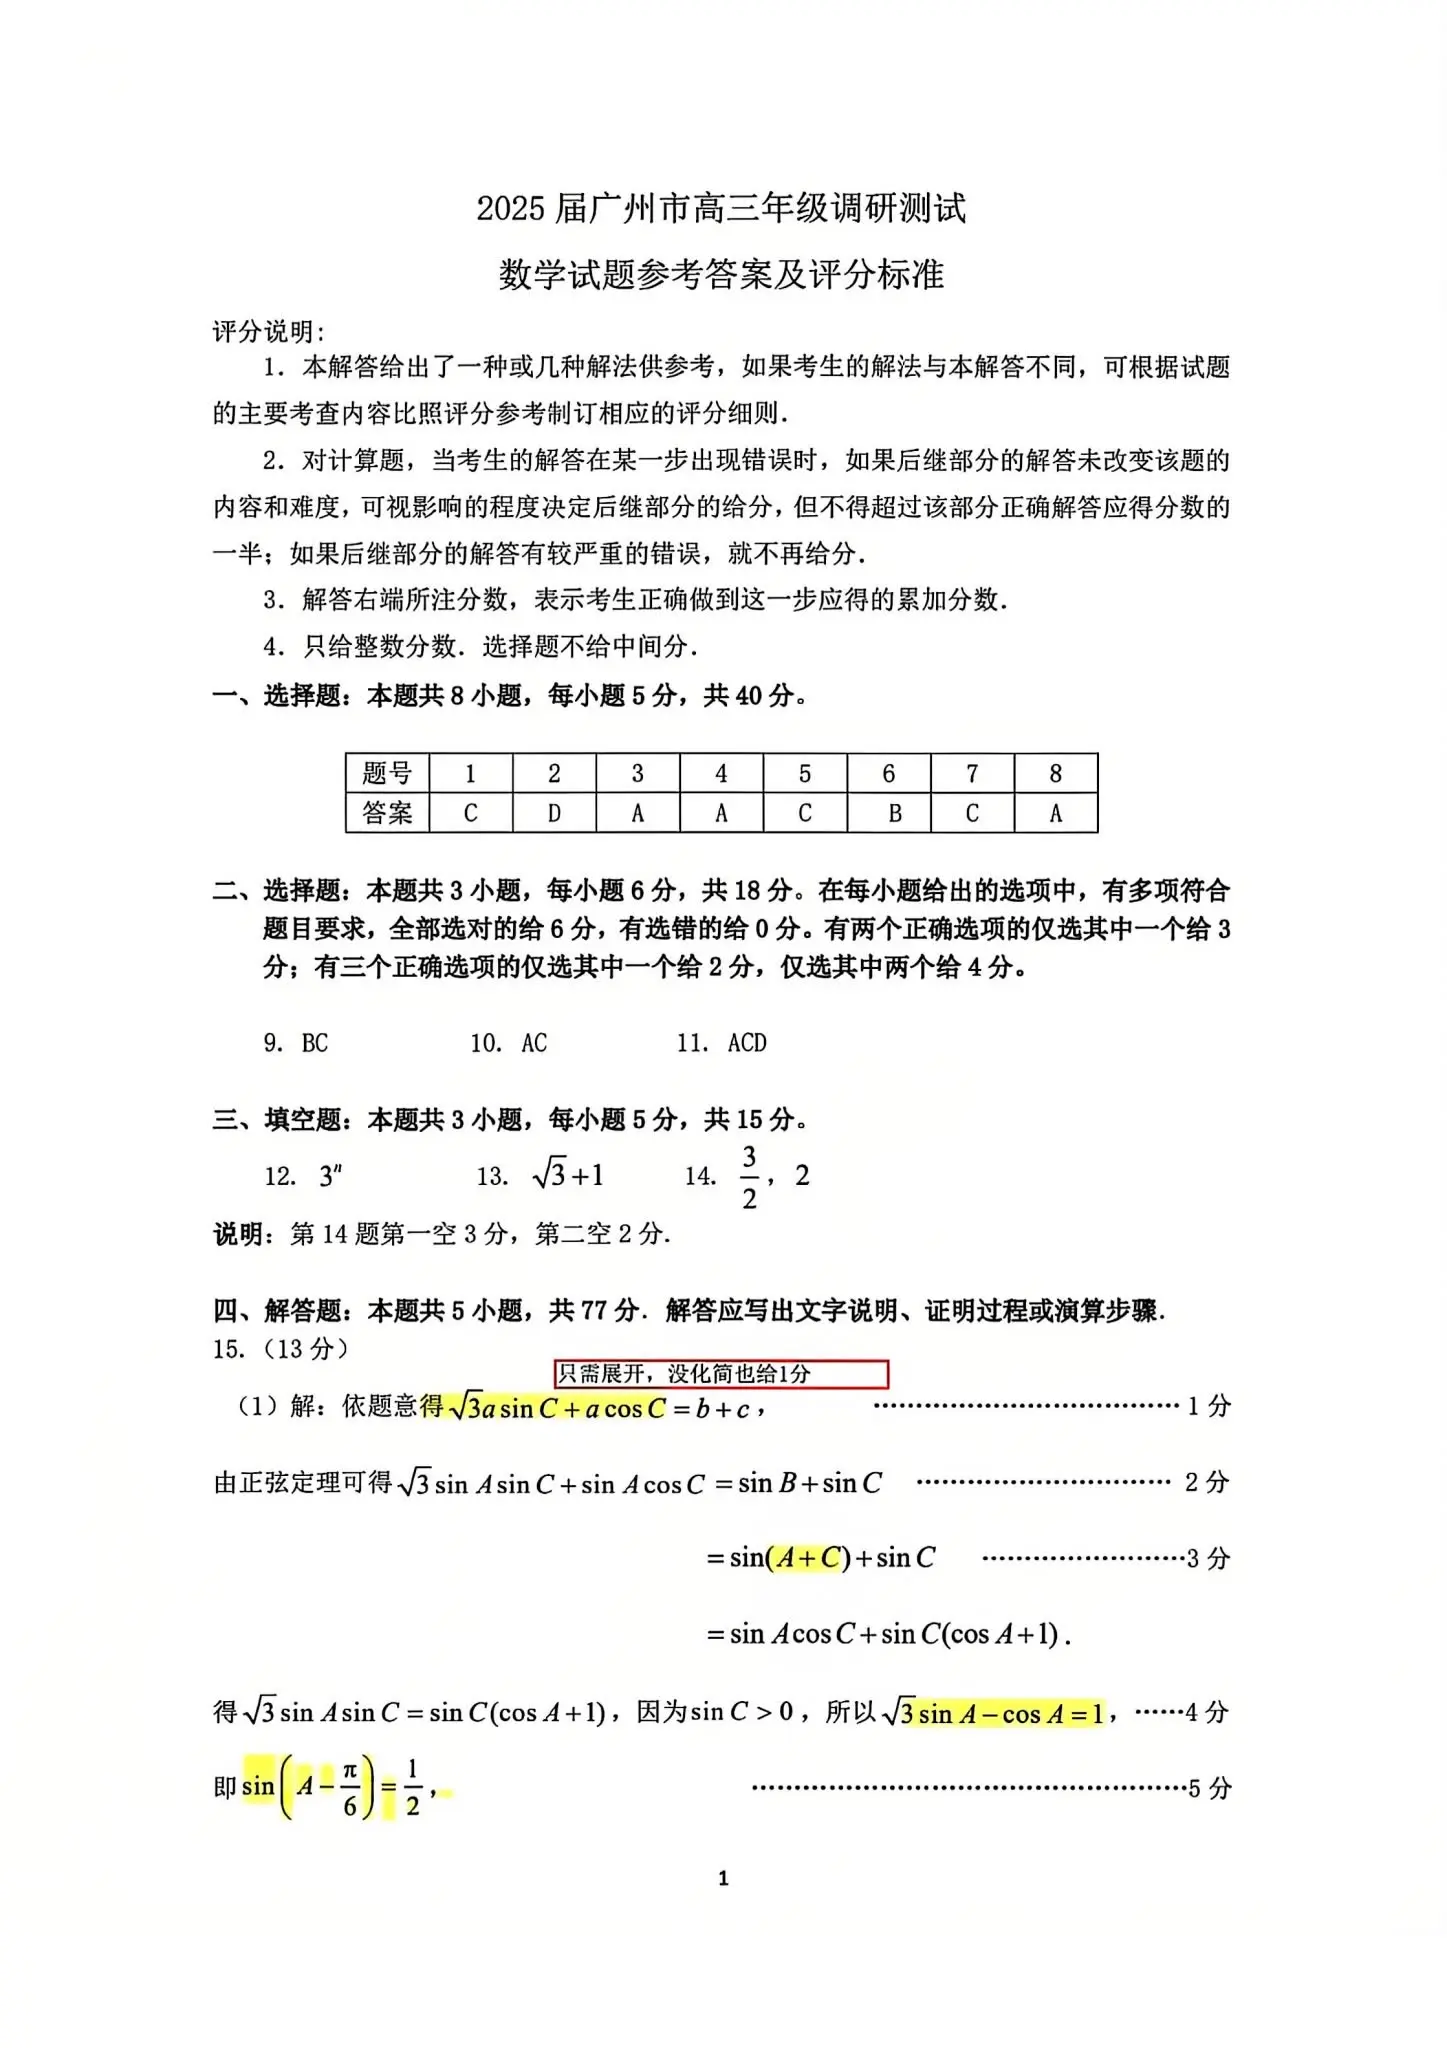 2025 届广州市高三年级调研测试
数学试题参考答案及评分标准
评分说明:
1. 本解答给出了一种或几种解法供参考，如果考生的解法与本解答不同，可根据试题
的主要考查内容比照评分参考制订相应的评分细则.
2. 对计算题，当考生的解答在某一步出现错误时，如果后继部分的解答未改变该题的
内容和难度，可视影响的程度决定后继部分的给分，但不得超过该部分正确解答应得分数的
一半；如果后继部分的解答有较严重的错误，就不再给分.
3. 解答右端所注分数，表示考生正确做到这一步应得的累加分数.
4. 只给整数分数. 选择题不给中间分.
一、选择题：本题共 8 小题，每小题 5 分，共 40 分。
题号 1 2 3 4 5 6 7 8
答案 C D A A C B C A
二、选择题：本题共 3 小题，每小题 6 分，共 18 分。在每小题给出的选项中，有多项符合
题目要求，全部选对的给 6 分，有选错的给 0 分。有两个正确选项的仅选其中一个给 3
分；有三个正确选项的仅选其中一个给 2 分，仅选其中两个给 4 分。
9. BC 10. AC 11. ACD
三、填空题：本题共 3 小题，每小题 5 分，共 15 分。
12. 3ⁿ 13. √3+1 14. 3/2，2
说明：第 14 题第一空 3 分，第二空 2 分.
四、解答题：本题共 5 小题，共 77 分. 解答应写出文字说明、证明过程或演算步骤.
15.（13 分）
只需展开，没化简也给1分
（1）解：依题意得√3a sin C + a cos C = b + c， ………………………………1 分
由正弦定理可得√3 sin A sin C + sin A cos C = sin B + sin C ………………………… 2 分
= sin(A+C) + sin C ……………………3 分
= sin A cos C + sin C(cos A+1) .
得√3 sin A sin C = sin C(cos A+1)，因为sin C > 0，所以√3 sin A − cos A = 1，……4 分
即sin(A − π/6) = 1/2， ……………………………………………5 分
1